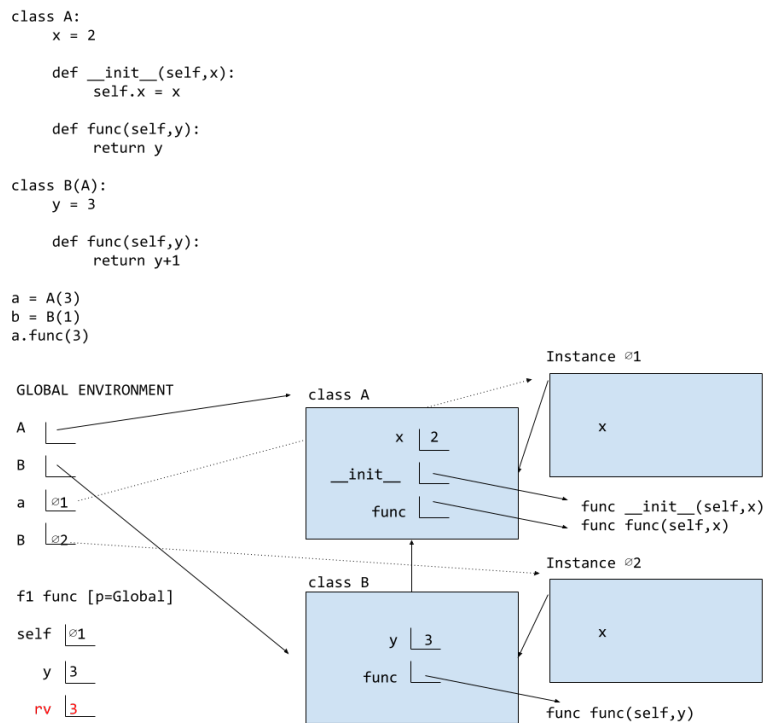 class A:
x = 2
def __init__(self,x):
self.x = x
def func(self,y):
return y
class B(A):
y = 3
def func(self,y):
return y+1
a = A(3)
b = B(1)
a.func(3)
GLOBAL ENVIRONMENT
A
B
a ∅1
B ∅2
f1 func [p=Global]
self ∅1
y 3
rv 3
class A
x 2
__init__
func
class B
y 3
func
Instance ∅1
x
func __init__(self,x)
func func(self,x)
Instance ∅2
x
func func(self,y)